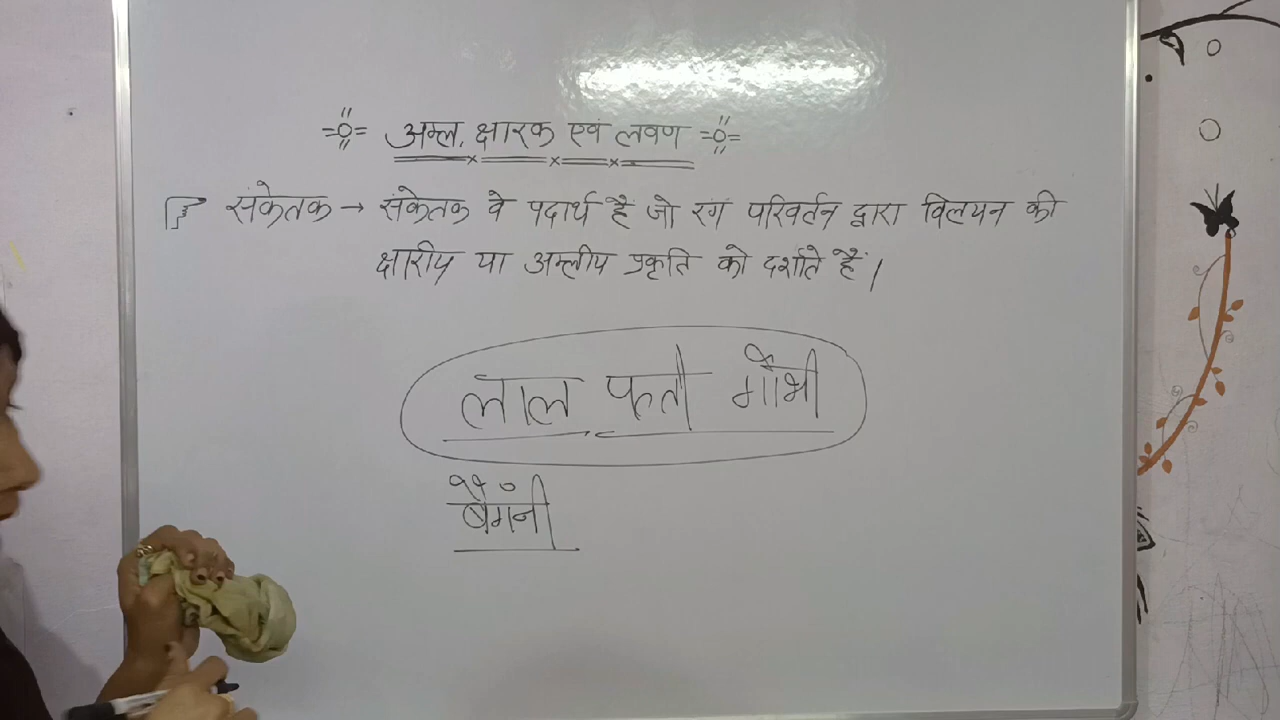 अम्ल, क्षारक एवं लवण
संकेतक → संकेतक वे पदार्थ है जो रंग परिवर्तन द्वारा विलयन की
क्षारीय या अम्लीय प्रकृति को दर्शाते हैं।
लाल पत्ता गोभी
बैंगनी